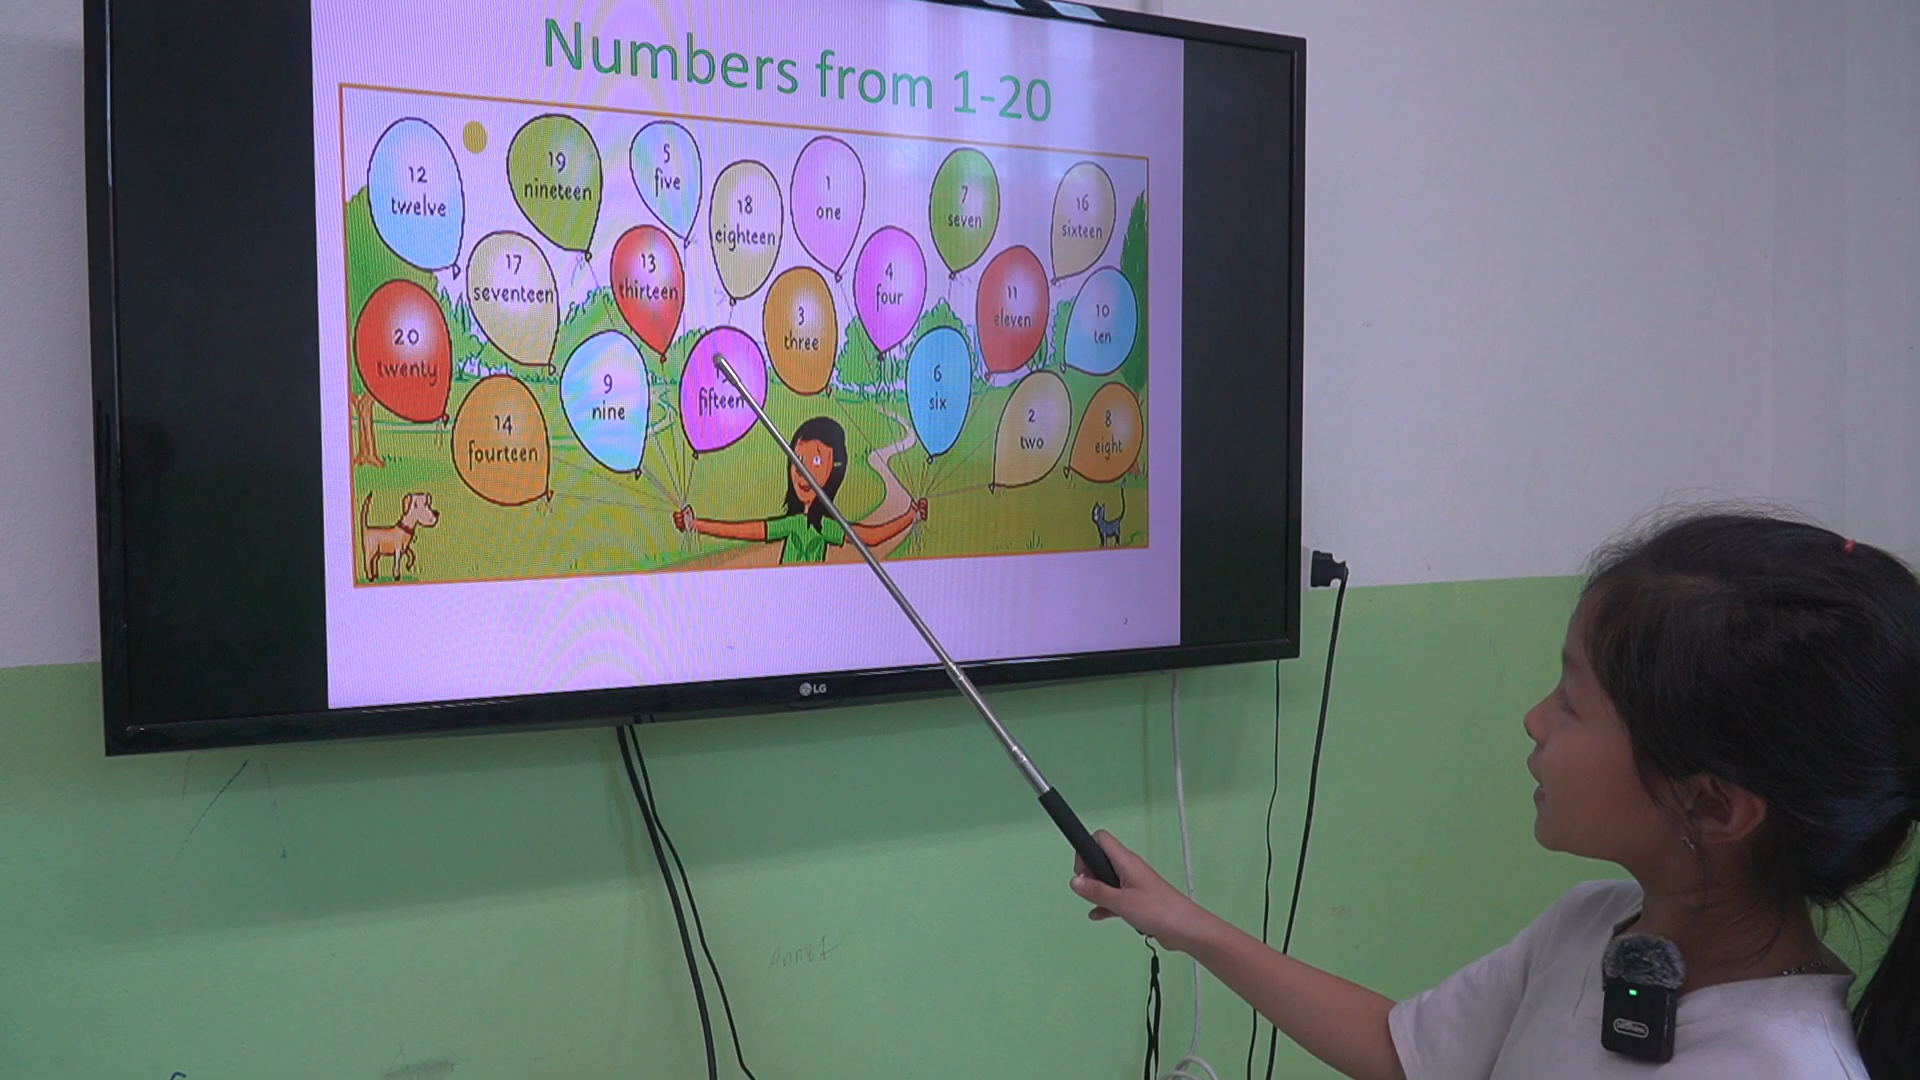 Numbers from 1-20
12
twelve
19
nineteen
5
five
18
eighteen
1
one
7
seven
16
sixteen
17
seventeen
13
thirteen
4
four
11
eleven
10
ten
20
twenty
3
three
14
fourteen
9
nine
fifteen
6
six
2
two
8
eight
2
LG